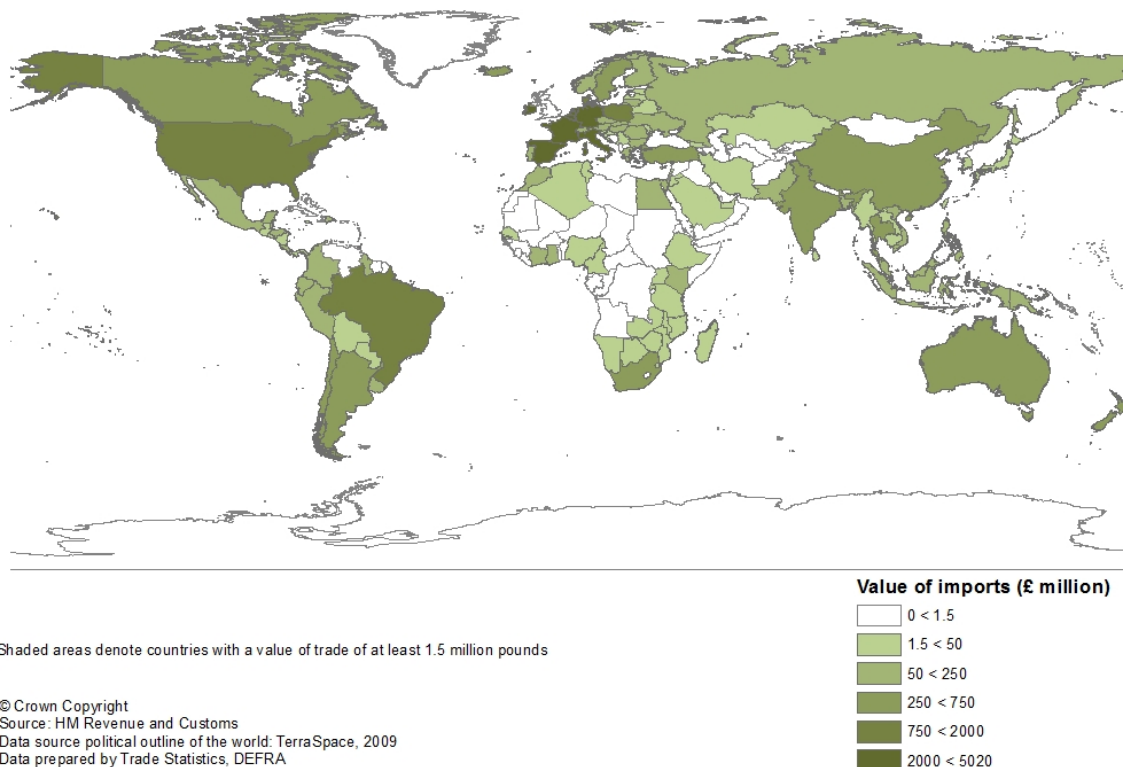 Value of imports (£ million)
0 < 1.5
1.5 < 50
50 < 250
250 < 750
750 < 2000
2000 < 5020
Shaded areas denote countries with a value of trade of at least 1.5 million pounds
© Crown Copyright
Source: HM Revenue and Customs
Data source political outline of the world: TerraSpace, 2009
Data prepared by Trade Statistics, DEFRA